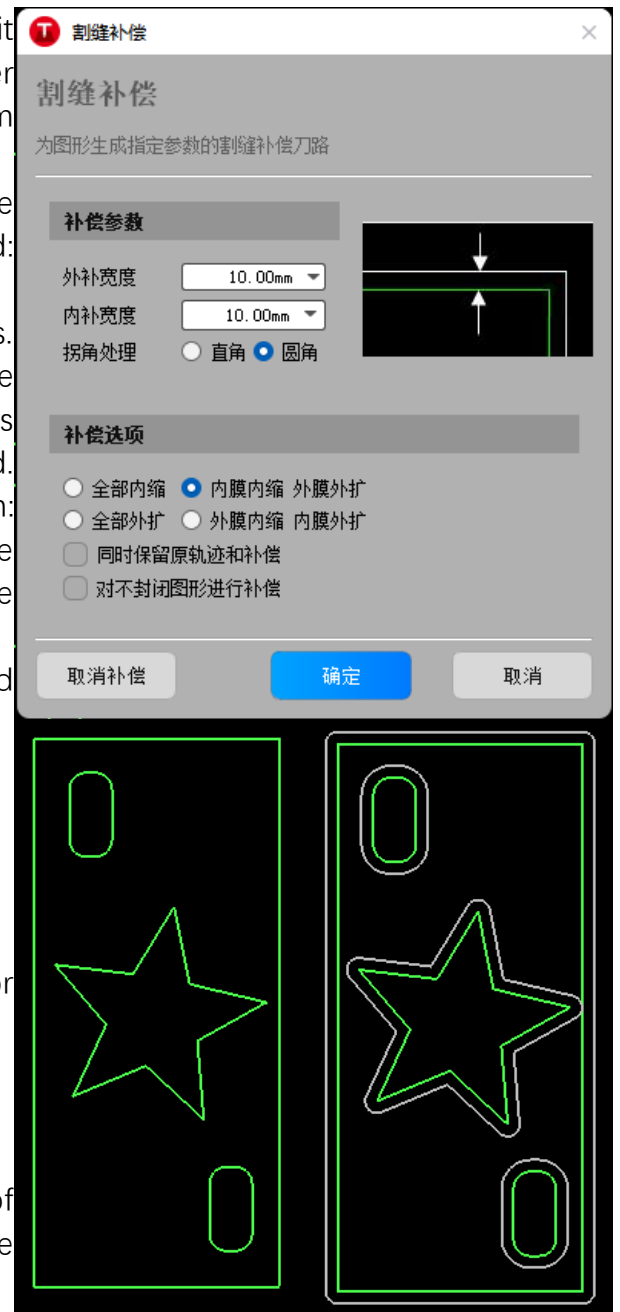 割缝补偿
割缝补偿
为图形生成指定参数的割缝补偿刀路
补偿参数
外补宽度 10.00mm
内补宽度 10.00mm
拐角处理 直角 圆角
补偿选项
全部内缩 内膜内缩 外膜外扩
全部外扩 外膜内缩 内膜外扩
同时保留原轨迹和补偿
对不封闭图形进行补偿
取消补偿 确定 取消